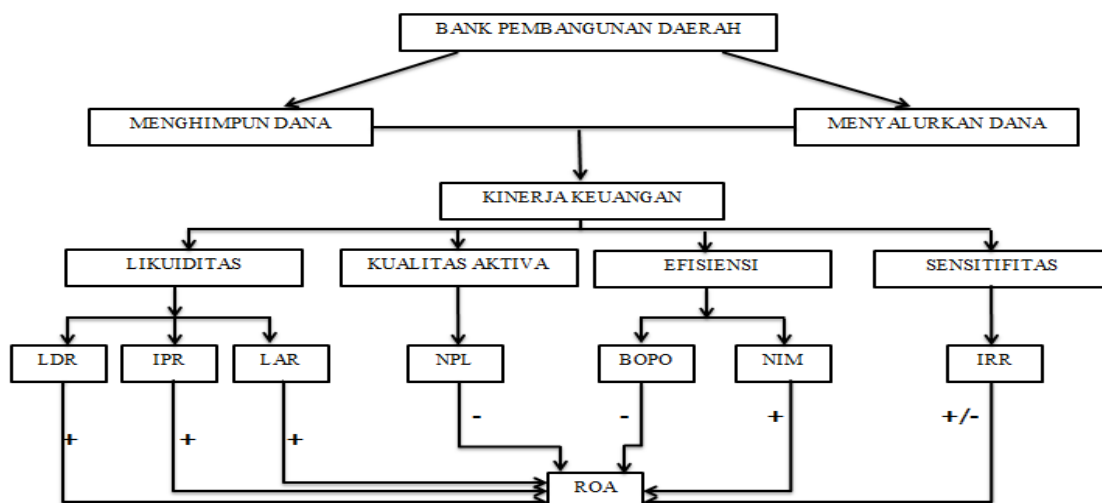 BANK PEMBANGUNAN DAERAH
MENGHIMPUN DANA
MENYALURKAN DANA
KINERJA KEUANGAN
LIKUIDITAS
KUALITAS AKTIVA
EFISIENSI
SENSITIFITAS
LDR
IPR
LAR
NPL
BOPO
NIM
IRR
+
+
+
-
-
+
+/-
ROA